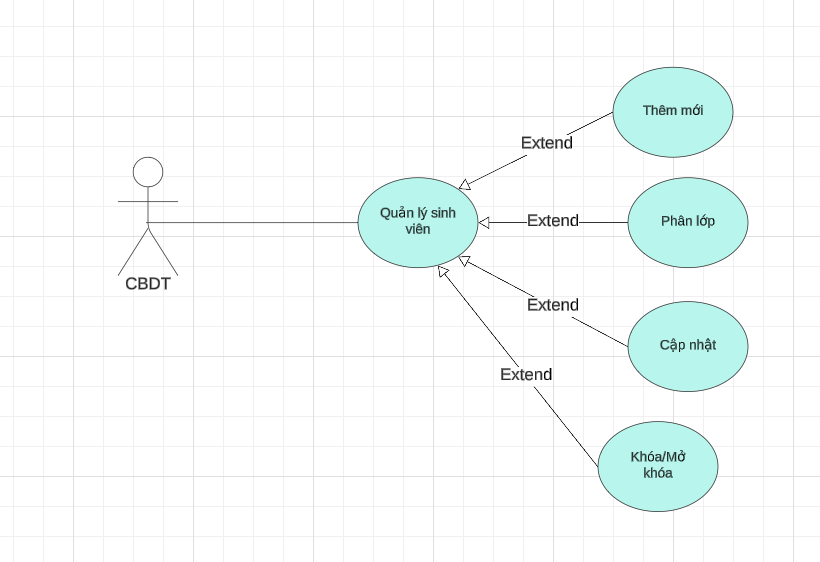 Thêm mới
Extend
Quản lý sinh
viên
Extend
Phân lớp
CBDT
Extend
Cập nhật
Extend
Khóa/Mở
khóa